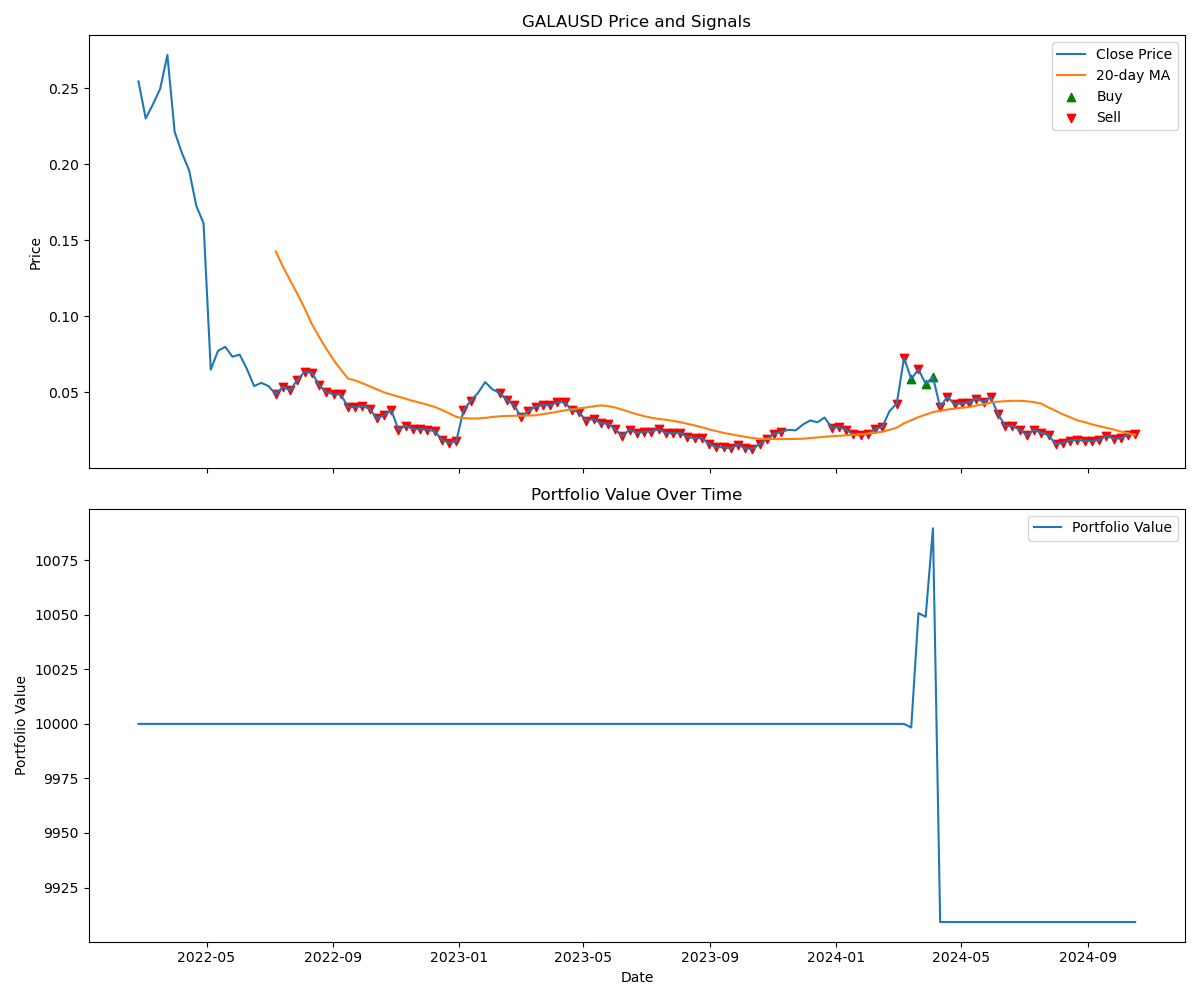 GALAUSD Price and Signals
Close Price
20-day MA
Buy
Sell
Price
0.25
0.20
0.15
0.10
0.05
Portfolio Value Over Time
Portfolio Value
Portfolio Value
10075
10050
10025
10000
9975
9950
9925
2022-05 2022-09 2023-01 2023-05 2023-09 2024-01 2024-05 2024-09
Date